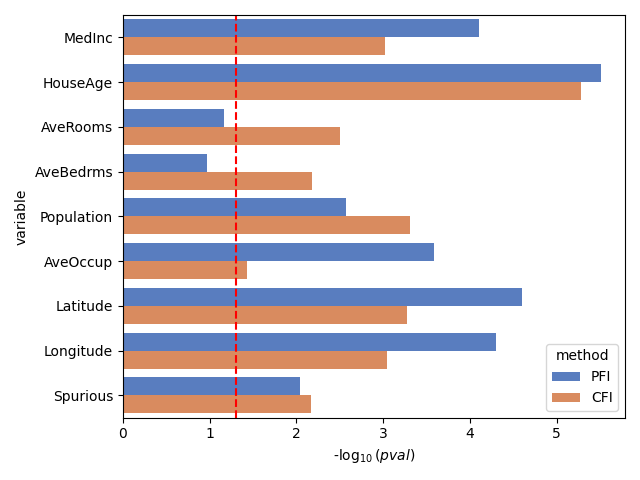 variable
MedInc
HouseAge
AveRooms
AveBedrms
Population
AveOccup
Latitude
Longitude
Spurious
0 1 2 3 4 5
-log₁₀(pval)
method
PFI
CFI